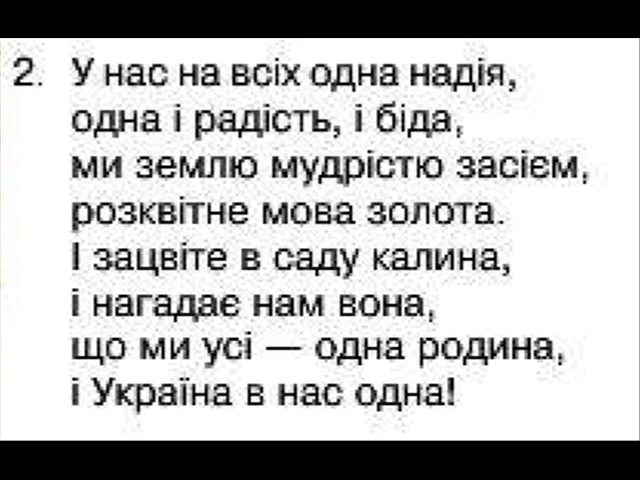 2. У нас на всіх одна надія,
одна і радість, і біда,
ми землю мудрістю засієм,
розквітне мова золота.
І зацвіте в саду калина,
і нагадає нам вона,
що ми усі — одна родина,
і Україна в нас одна!